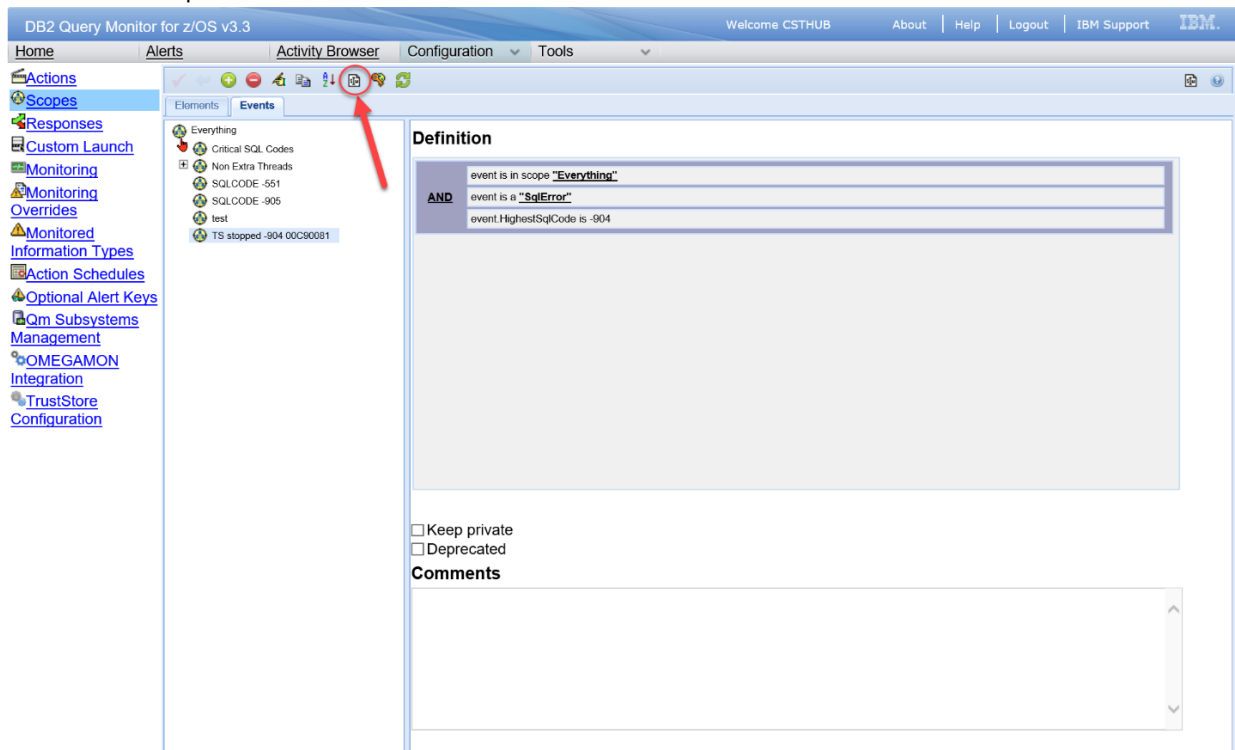 DB2 Query Monitor for z/OS v3.3
Welcome CSTHUB
About
Help
Logout
IBM Support
IBM.
Home
Alerts
Activity Browser
Configuration
Tools
Actions
Scopes
Responses
Custom Launch
Monitoring
Monitoring
Overrides
Monitored
Information Types
Action Schedules
Optional Alert Keys
Qm Subsystems
Management
OMEGAMON
Integration
TrustStore
Configuration
Elements
Events
Everything
Critical SQL Codes
Non Extra Threads
SQLCODE -551
SQLCODE -905
test
TS stopped -904 00C90081
Definition
AND
event is in scope "Everything"
event is a "SqlError"
event.HighestSqlCode is -904
Keep private
Deprecated
Comments